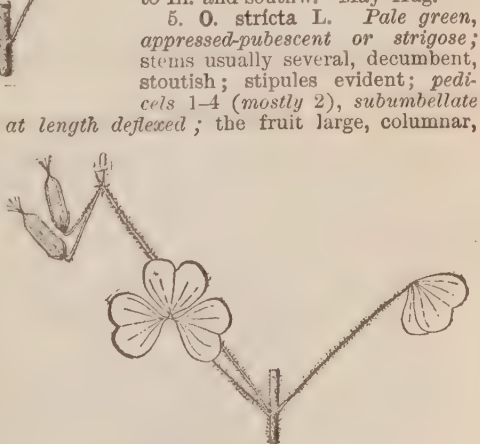 to In. and southw. May–Aug.
5. O. stricta L. Pale green,
appressed-pubescent or strigose;
stems usually several, decumbent,
stoutish; stipules evident; pedi-
cels 1–4 (mostly 2), subumbellate
at length deflexed; the fruit large, columnar,